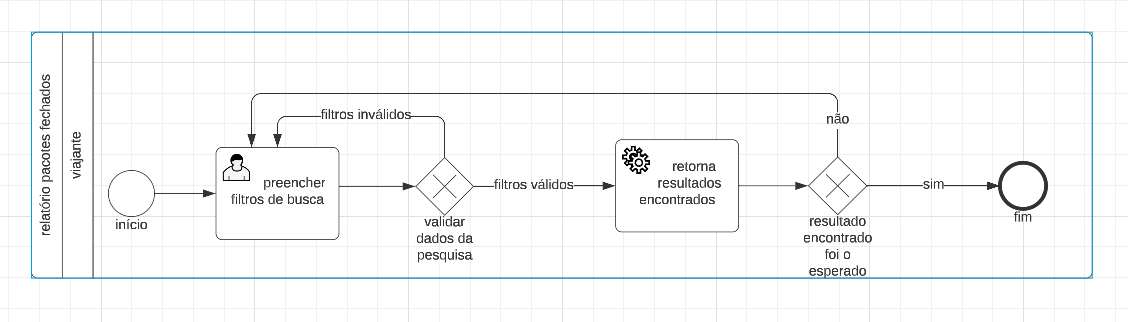 relatório pacotes fechados
viajante
início
preencher
filtros de busca
filtros inválidos
validar
dados da
pesquisa
filtros válidos
retorna
resultados
encontrados
não
resultado
encontrado
foi o
esperado
sim
fim